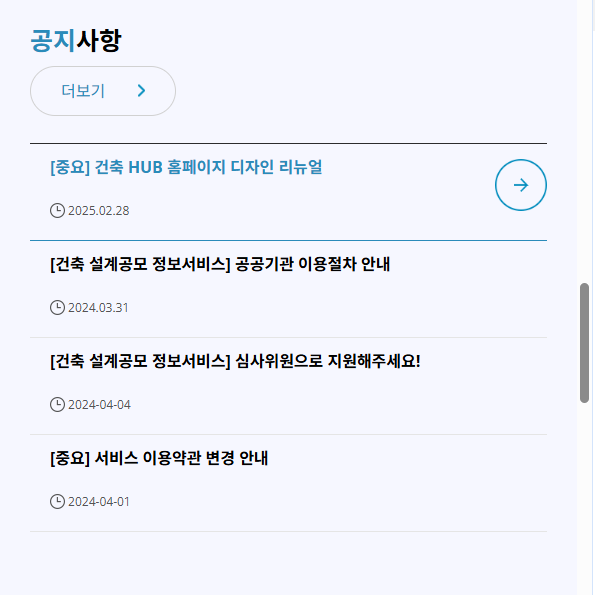 공지사항
더보기
[중요] 건축 HUB 홈페이지 디자인 리뉴얼
2025.02.28
[건축 설계공모 정보서비스] 공공기관 이용절차 안내
2024.03.31
[건축 설계공모 정보서비스] 심사위원으로 지원해주세요!
2024-04-04
[중요] 서비스 이용약관 변경 안내
2024-04-01